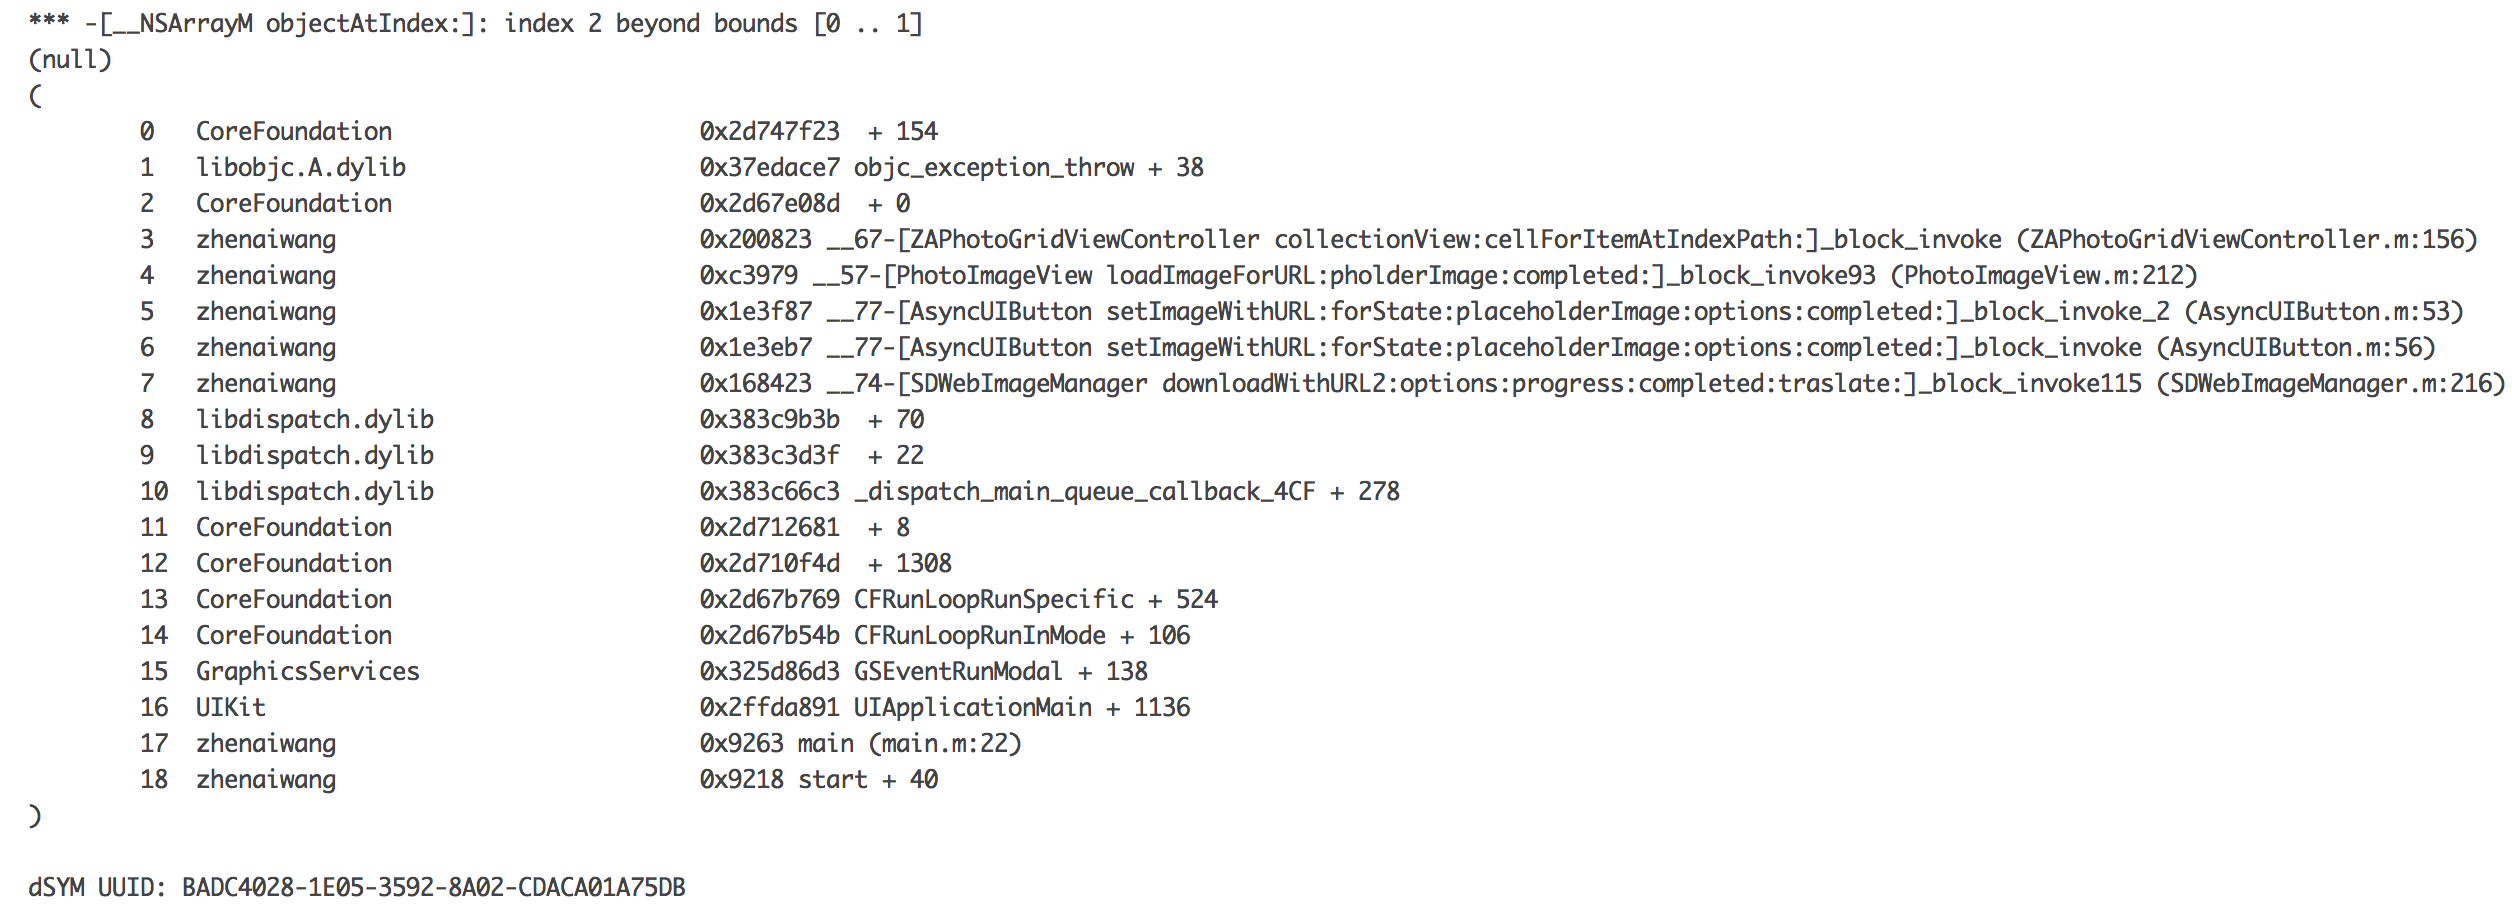 *** -[__NSArrayM objectAtIndex:]: index 2 beyond bounds [0 .. 1]
(null)
(
0 CoreFoundation 0x2d747f23 + 154
1 libobjc.A.dylib 0x37edace7 objc_exception_throw + 38
2 CoreFoundation 0x2d67e08d + 0
3 zhenaiwang 0x200823 __67-[ZAPhotoGridViewController collectionView:cellForItemAtIndexPath:]_block_invoke (ZAPhotoGridViewController.m:156)
4 zhenaiwang 0xc3979 __57-[PhotoImageView loadImageForURL:pholderImage:completed:]_block_invoke93 (PhotoImageView.m:212)
5 zhenaiwang 0x1e3f87 __77-[AsyncUIButton setImageWithURL:forState:placeholderImage:options:completed:]_block_invoke_2 (AsyncUIButton.m:53)
6 zhenaiwang 0x1e3eb7 __77-[AsyncUIButton setImageWithURL:forState:placeholderImage:options:completed:]_block_invoke (AsyncUIButton.m:56)
7 zhenaiwang 0x168423 __74-[SDWebImageManager downloadWithURL2:options:progress:completed:traslate:]_block_invoke115 (SDWebImageManager.m:216)
8 libdispatch.dylib 0x383c9b3b + 70
9 libdispatch.dylib 0x383c3d3f + 22
10 libdispatch.dylib 0x383c66c3 _dispatch_main_queue_callback_4CF + 278
11 CoreFoundation 0x2d712681 + 8
12 CoreFoundation 0x2d710f4d + 1308
13 CoreFoundation 0x2d67b769 CFRunLoopRunSpecific + 524
14 CoreFoundation 0x2d67b54b CFRunLoopRunInMode + 106
15 GraphicsServices 0x325d86d3 GSEventRunModal + 138
16 UIKit 0x2ffda891 UIApplicationMain + 1136
17 zhenaiwang 0x9263 main (main.m:22)
18 zhenaiwang 0x9218 start + 40
)
dSYM UUID: BADC4028-1E05-3592-8A02-CDACA01A75DB